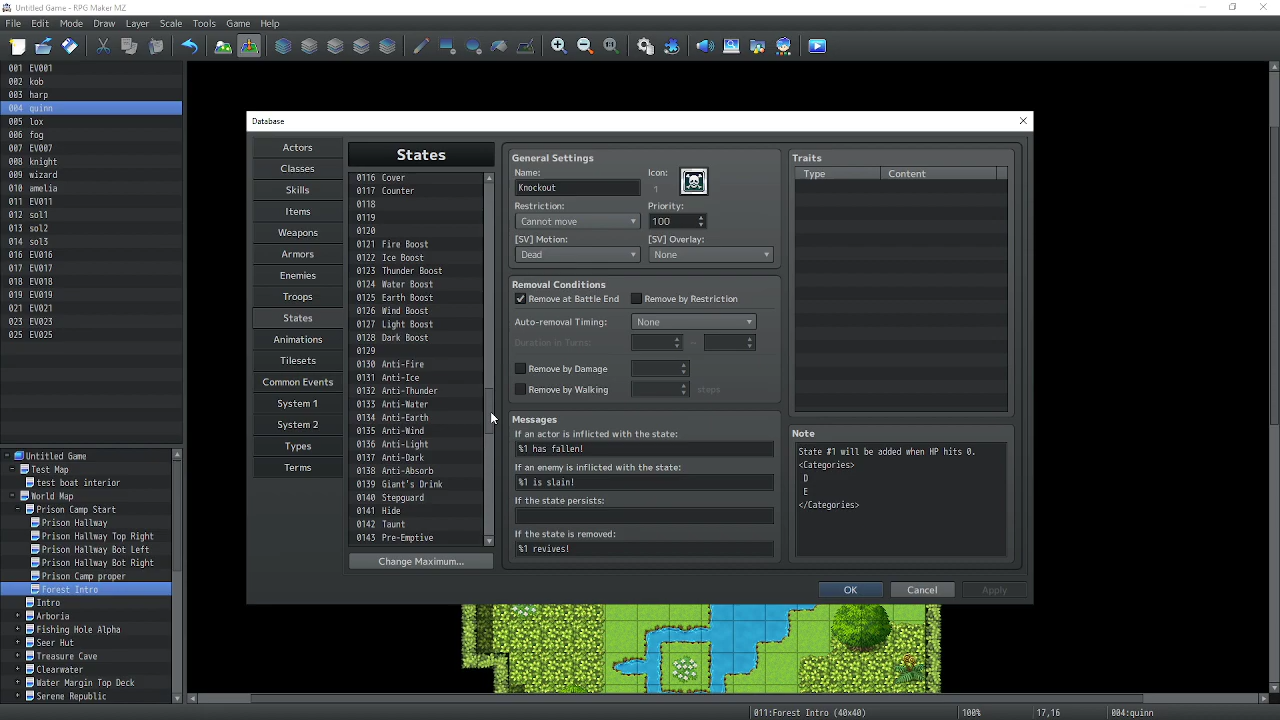 Untitled Game - RPG Maker MZ
File Edit Mode Draw Layer Scale Tools Game Help
001 EV001
002 kob
003 harp
004 quinn
005 lox
006 fog
007 EV007
008 knight
009 wizard
010 amelia
011 EV011
012 sol1
013 sol2
014 sol3
016 EV016
017 EV017
018 EV018
019 EV019
021 EV021
023 EV023
025 EV025
Untitled Game
Test Map
test boat interior
World Map
Prison Camp Start
Prison Hallway
Prison Hallway Top Right
Prison Hallway Bot Left
Prison Hallway Bot Right
Prison Camp proper
Forest Intro
Intro
Arboria
Fishing Hole Alpha
Seer Hut
Treasure Cave
Clearwater
Water Margin Top Deck
Serene Republic
Database
Actors
Classes
Skills
Items
Weapons
Armors
Enemies
Troops
States
Animations
Tilesets
Common Events
System 1
System 2
Types
Terms
States
0116 Cover
0117 Counter
0118
0119
0120
0121 Fire Boost
0122 Ice Boost
0123 Thunder Boost
0124 Water Boost
0125 Earth Boost
0126 Wind Boost
0127 Light Boost
0128 Dark Boost
0129
0130 Anti-Fire
0131 Anti-Ice
0132 Anti-Thunder
0133 Anti-Water
0134 Anti-Earth
0135 Anti-Wind
0136 Anti-Light
0137 Anti-Dark
0138 Anti-Absorb
0139 Giant's Drink
0140 Stepguard
0141 Hide
0142 Taunt
0143 Pre-Emptive
Change Maximum...
General Settings
Name: Icon:
Knockout 1
Restriction: Priority:
Cannot move 100
[SV] Motion: [SV] Overlay:
Dead None
Removal Conditions
Remove at Battle End Remove by Restriction
Auto-removal Timing: None
Duration in Turns: ~
Remove by Damage
Remove by Walking steps
Messages
If an actor is inflicted with the state:
%1 has fallen!
If an enemy is inflicted with the state:
%1 is slain!
If the state persists:
If the state is removed:
%1 revives!
Traits
Type Content
Note
State #1 will be added when HP hits 0.
<Categories>
D
E
</Categories>
OK Cancel Apply
011:Forest Intro (40x40) 100% 17,16 004:quinn